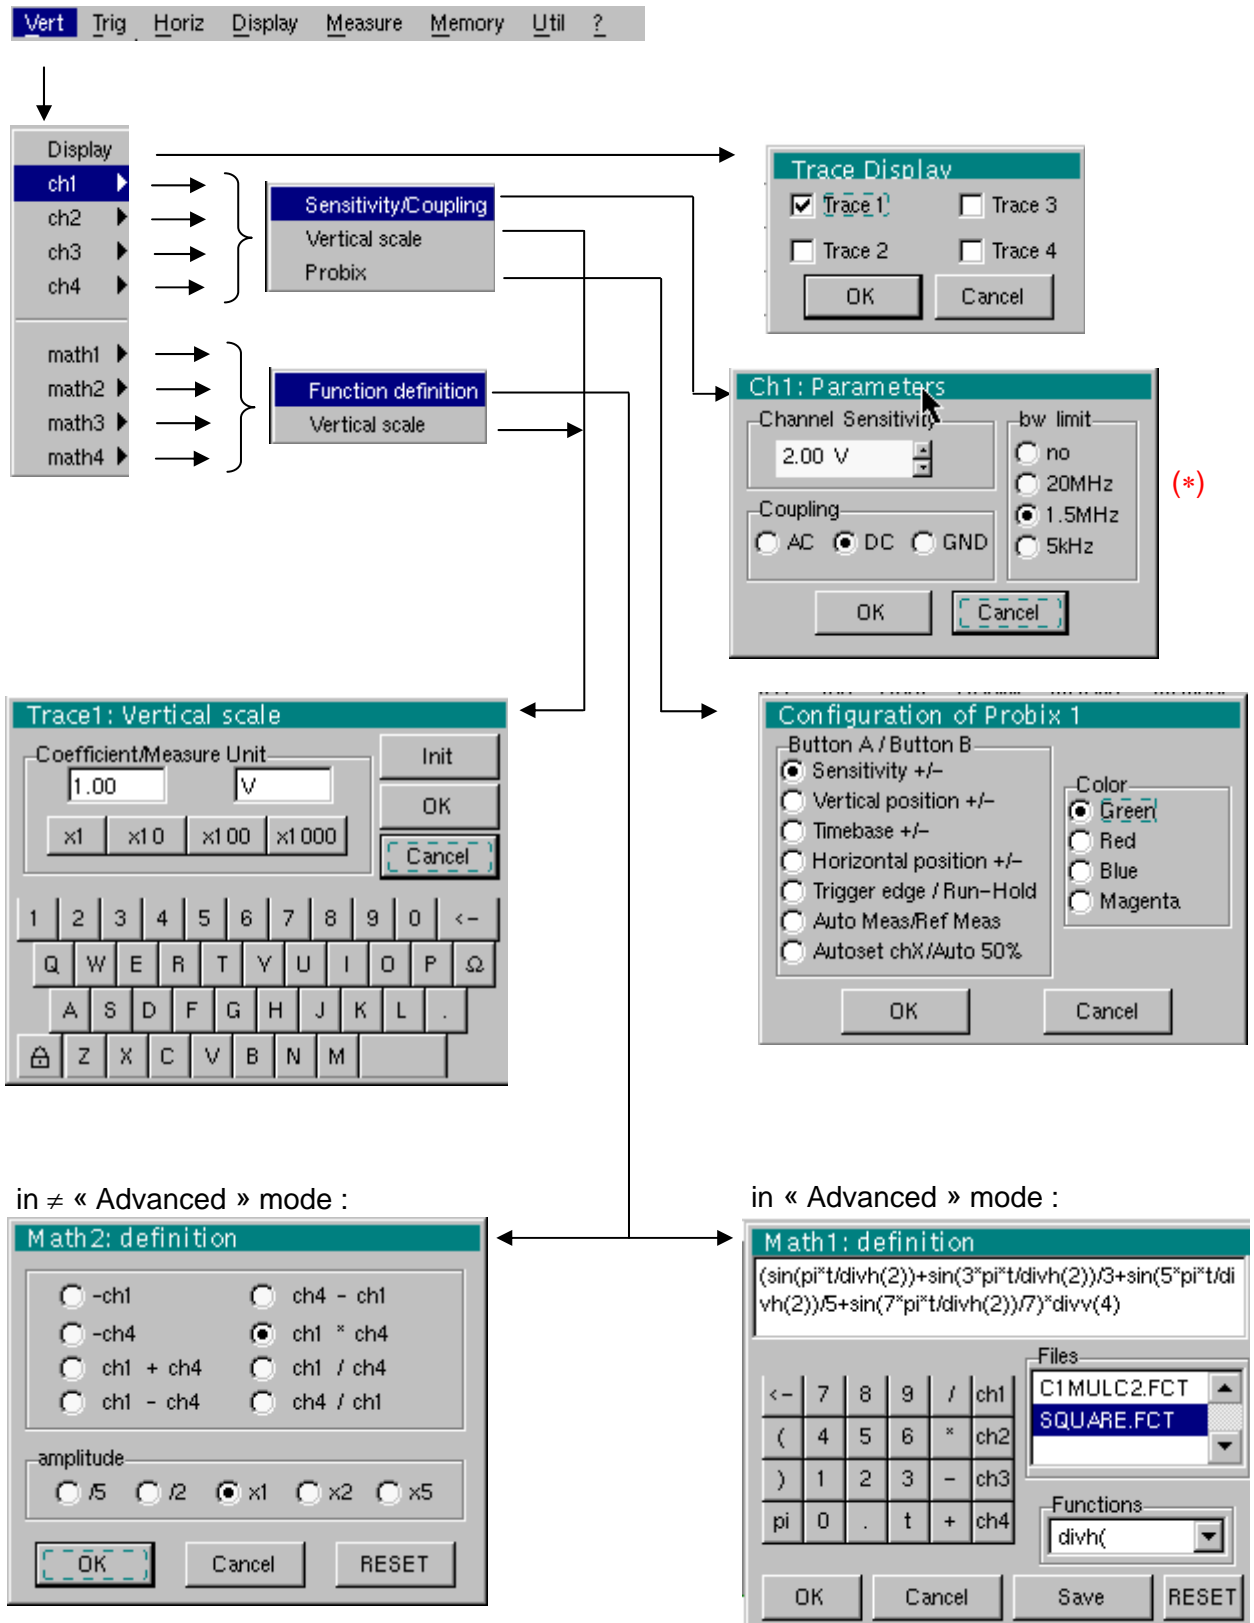 Vert Trig Horiz Display Measure Memory Util ?
Display
ch1
ch2
ch3
ch4
math1
math2
math3
math4
Sensitivity/Coupling
Vertical scale
Probix
Function definition
Vertical scale
Trace Display
Trace 1 Trace 3
Trace 2 Trace 4
OK Cancel
Ch1: Parameters
Channel Sensitivity
2.00 V
bw limit
no
20MHz
1.5MHz
5kHz
Coupling
AC DC GND
OK Cancel
(*)
Trace1: Vertical scale
Coefficient/Measure Unit
1.00 V
x1 x10 x100 x1000
Init
OK
Cancel
1 2 3 4 5 6 7 8 9 0 <-
Q W E R T Y U I O P Ω
A S D F G H J K L .
Z X C V B N M
Configuration of Probix 1
Button A / Button B
Sensitivity +/-
Vertical position +/-
Timebase +/-
Horizontal position +/-
Trigger edge / Run-Hold
Auto Meas/Ref Meas
Autoset chX/Auto 50%
Color
Green
Red
Blue
Magenta
OK Cancel
in ≠ « Advanced » mode :
Math2: definition
-ch1 ch4 - ch1
-ch4 ch1 * ch4
ch1 + ch4 ch1 / ch4
ch1 - ch4 ch4 / ch1
amplitude
/5 /2 x1 x2 x5
OK Cancel RESET
in « Advanced » mode :
Math1: definition
(sin(pi*t/divh(2))+sin(3*pi*t/divh(2))/3+sin(5*pi*t/di
vh(2))/5+sin(7*pi*t/divh(2))/7)*divv(4)
<- 7 8 9 / ch1
( 4 5 6 * ch2
) 1 2 3 - ch3
pi 0 . t + ch4
Files
C1MULC2.FCT
SQUARE.FCT
Functions
divh(
OK Cancel Save RESET